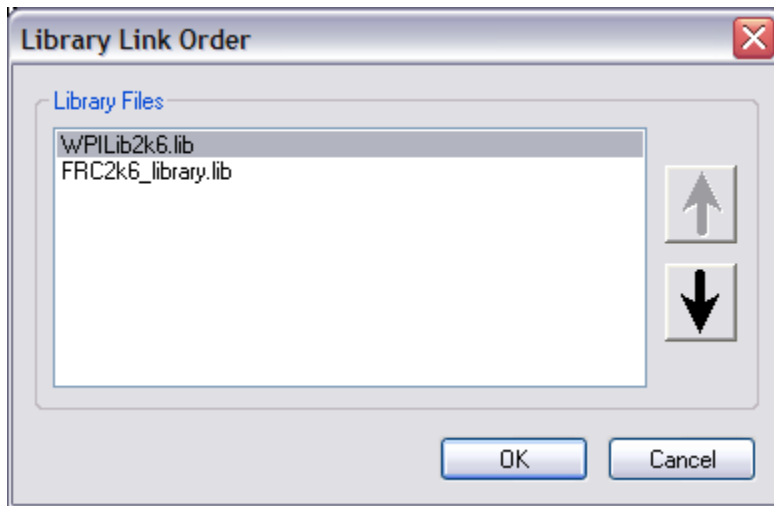 Library Link Order
Library Files
WPILib2k6.lib
FRC2k6_library.lib
OK
Cancel